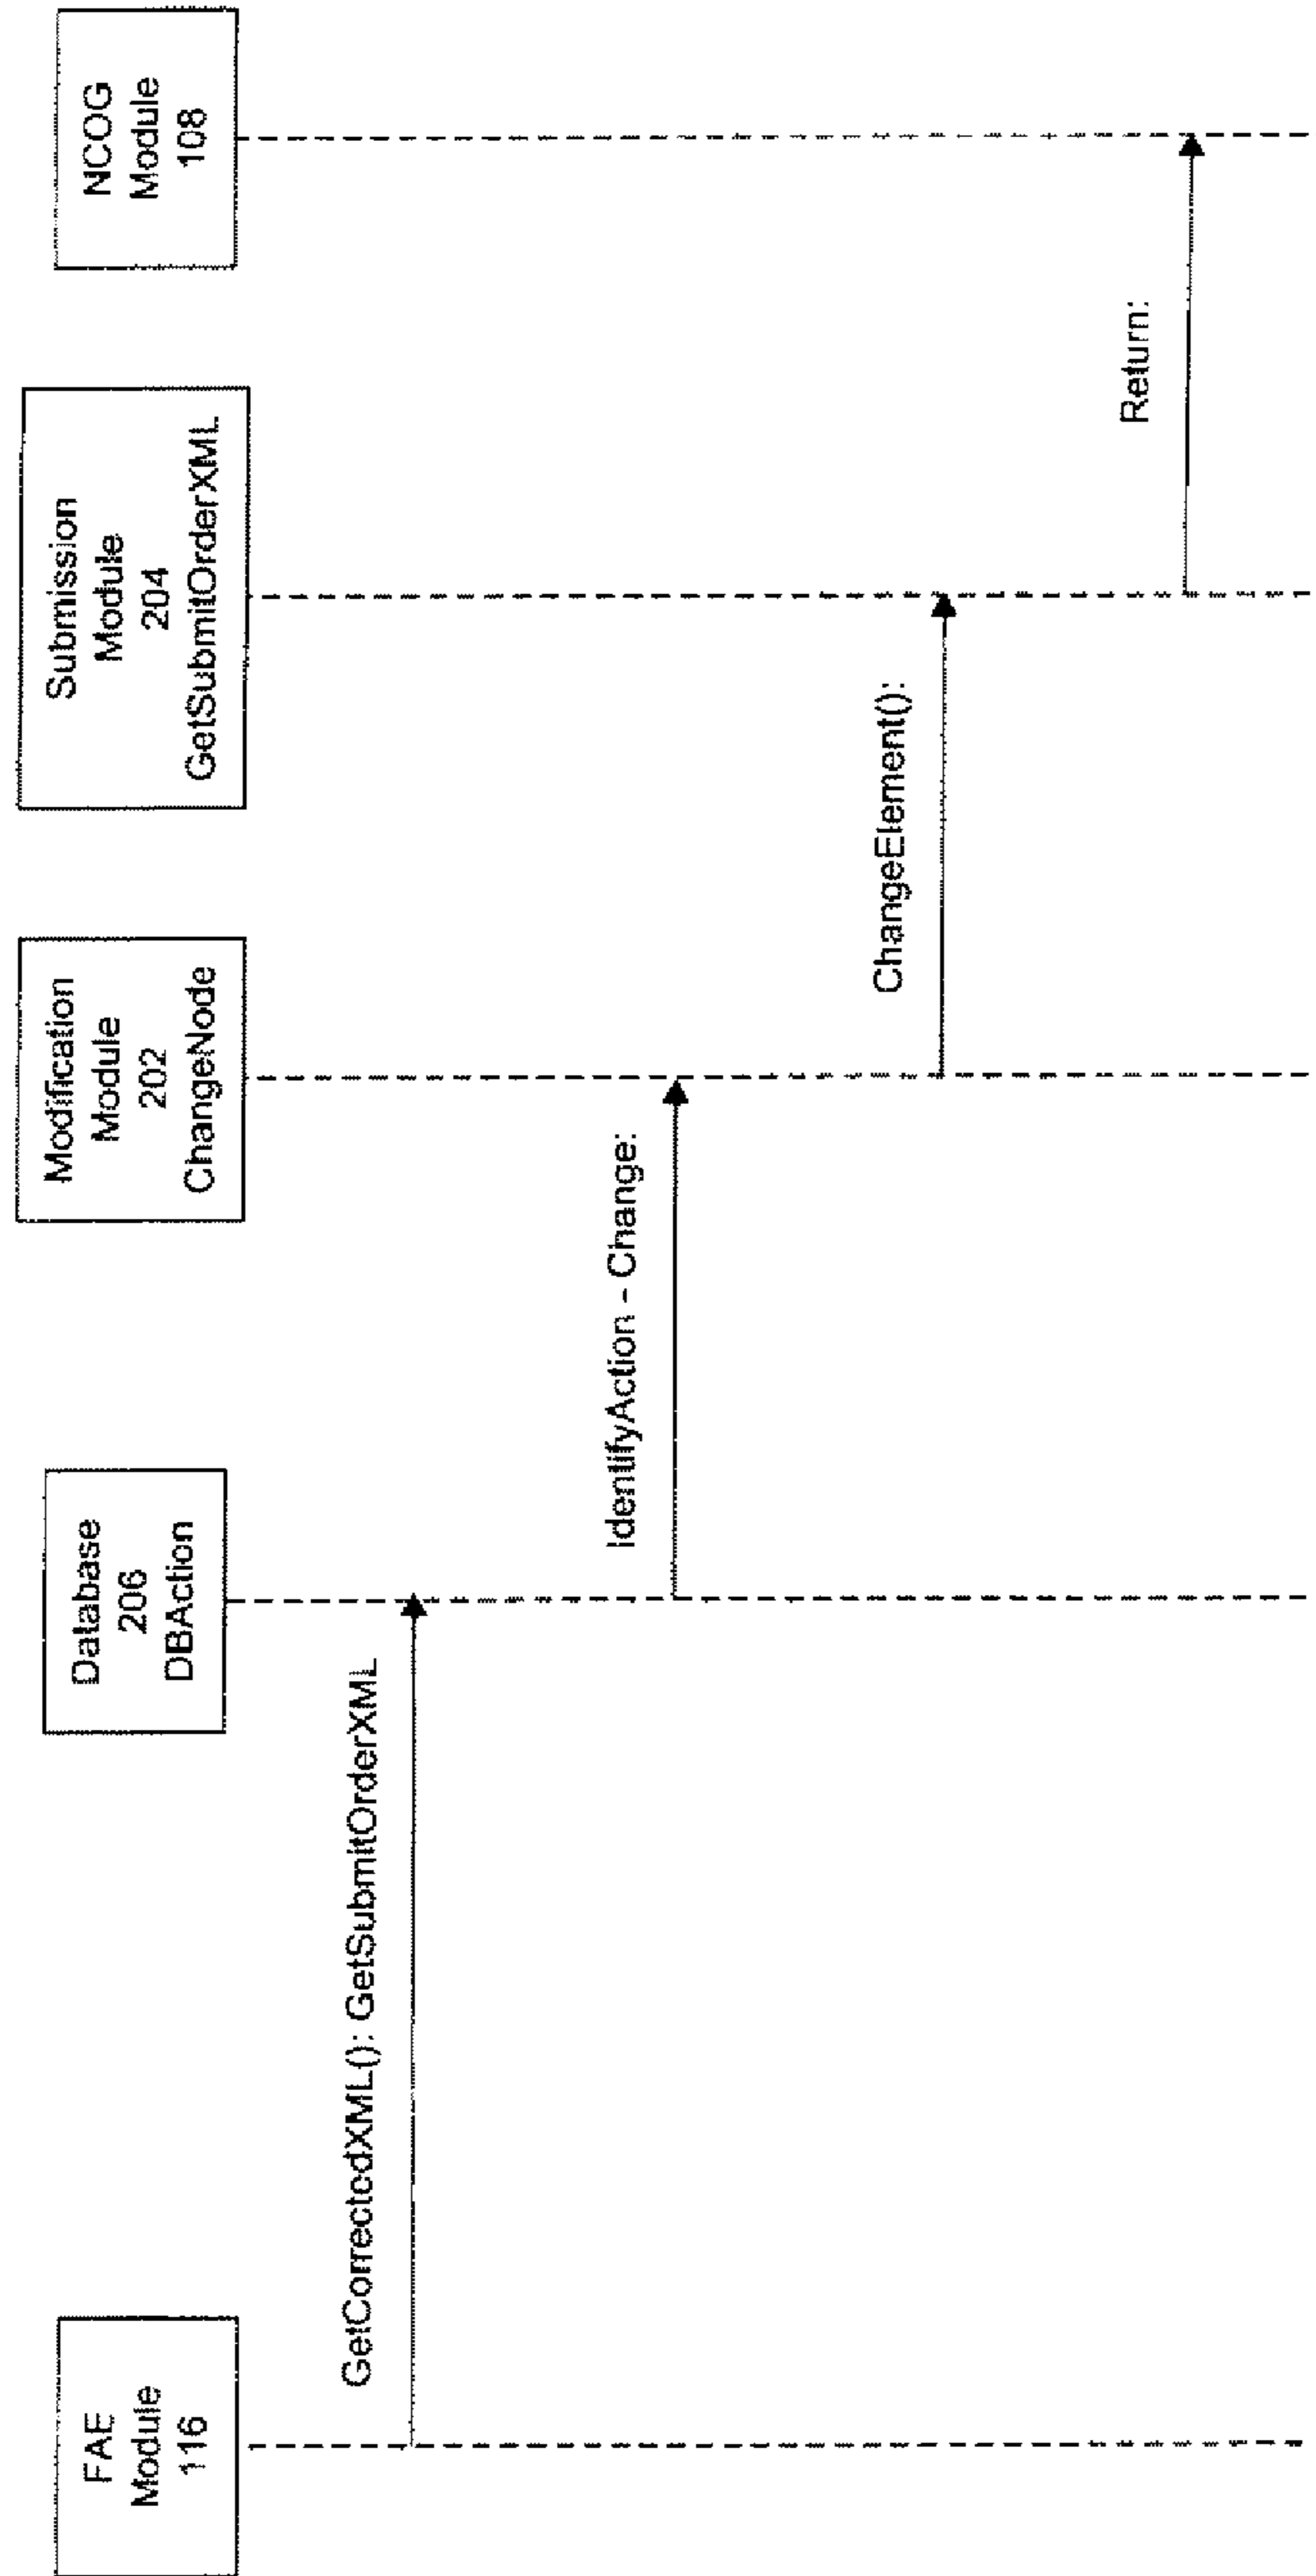 FAE
Module
116
Database
206
DBAction
Modification
Module
202
ChangeNode
Submission
Module
204
GetSubmitOrderXML
NCOG
Module
108
GetCorrectedXML(): GetSubmitOrderXML
IdentifyAction - Change:
ChangeElement():
Return: